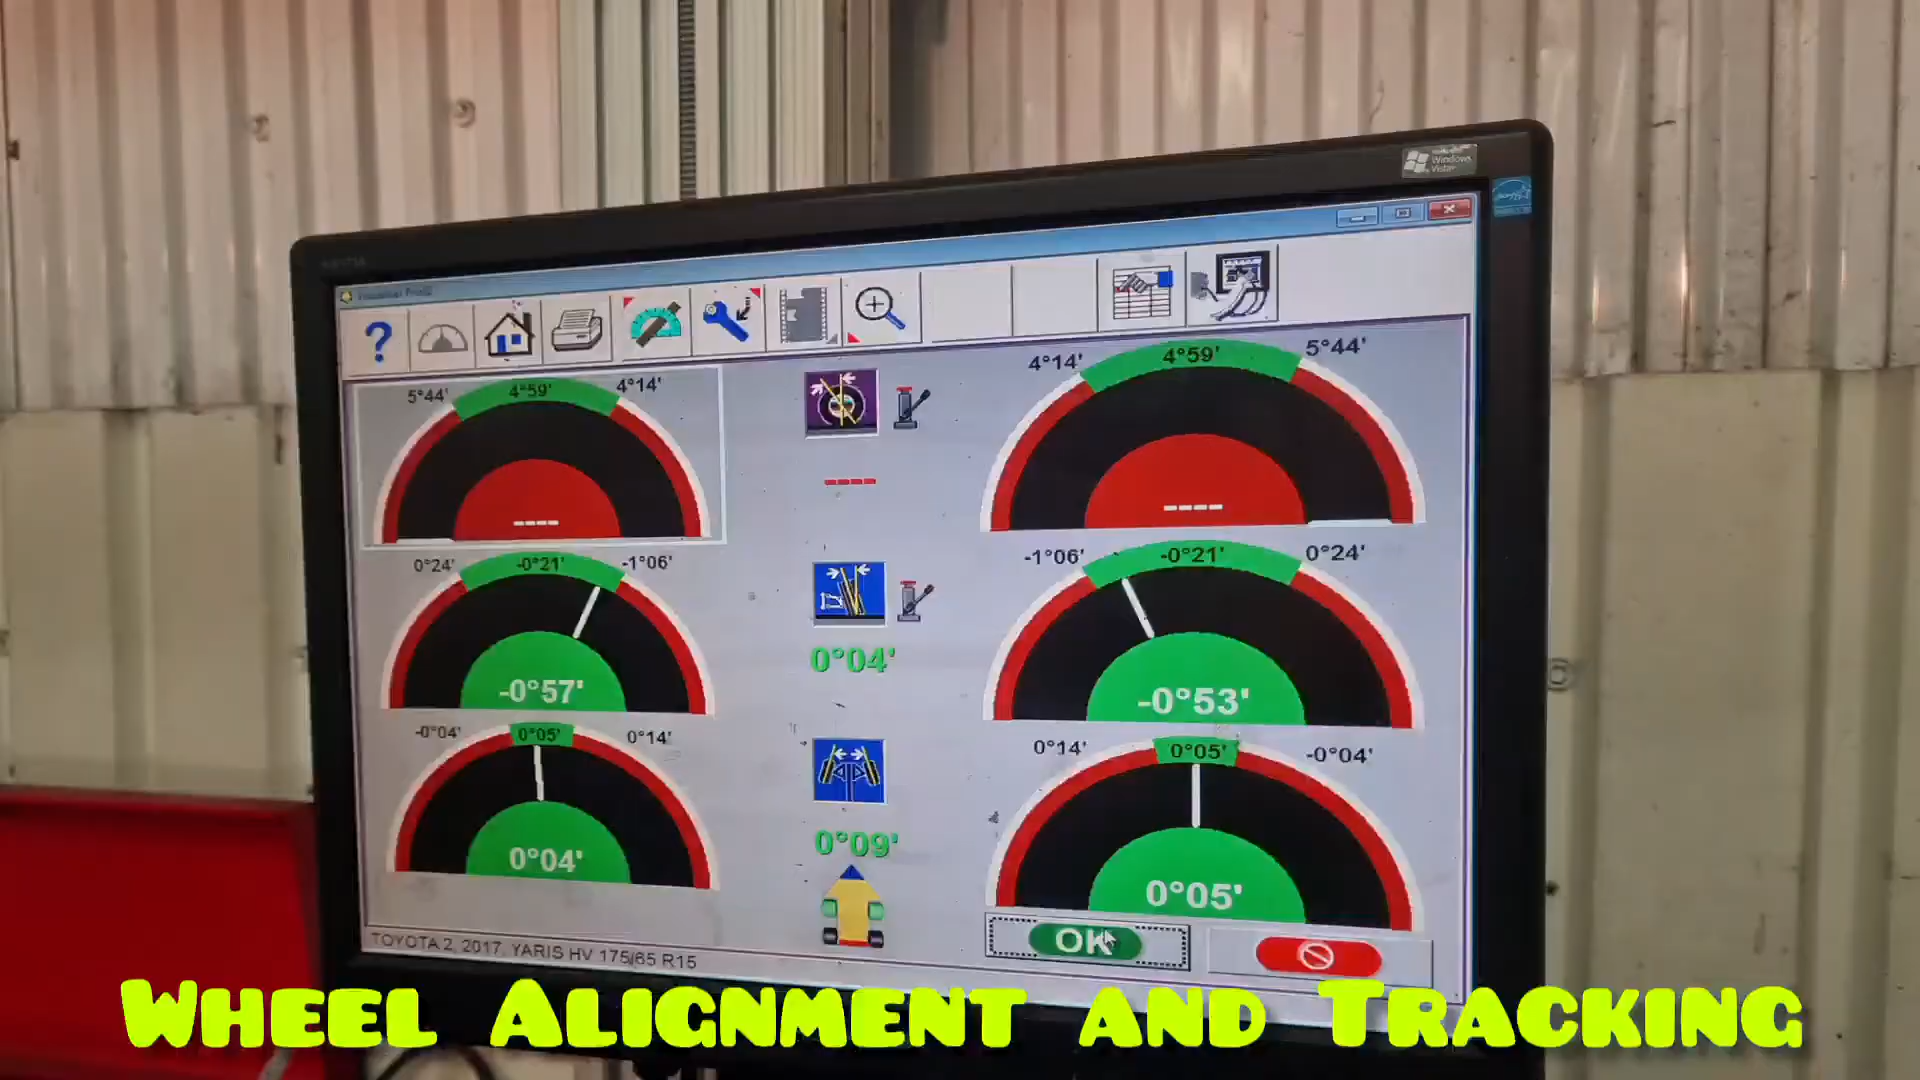 Windows
Vista
?
5°44' 4°59' 4°14'
----
----
4°14' 4°59' 5°44'
----
0°24' -0°21' -1°06'
-0°57'
0°04'
-1°06' -0°21' 0°24'
-0°53'
-0°04' 0°05' 0°14'
0°04'
0°09'
0°14' 0°05' -0°04'
0°05'
OK
TOYOTA 2, 2017, YARIS HV 175/65 R15
WHEEL ALIGNMENT AND TRACKING